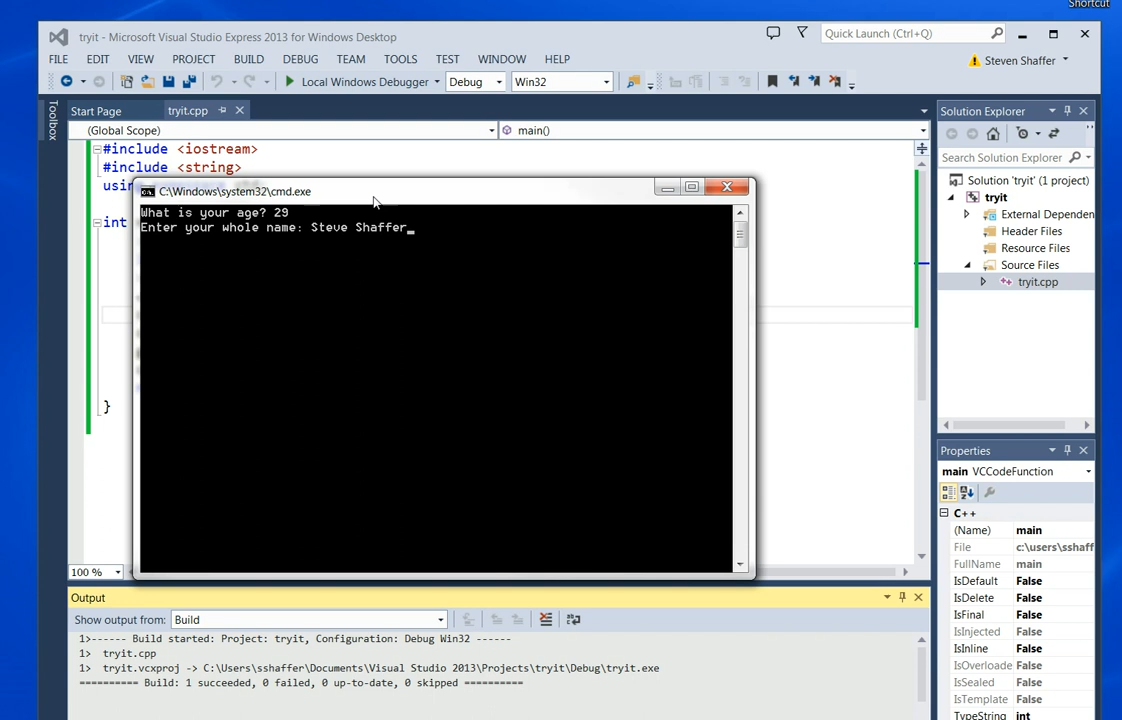 Shortcut
tryit - Microsoft Visual Studio Express 2013 for Windows Desktop
Quick Launch (Ctrl+Q)
FILE EDIT VIEW PROJECT BUILD DEBUG TEAM TOOLS TEST WINDOW HELP
Steven Shaffer
Local Windows Debugger Debug Win32
Toolbox
Start Page tryit.cpp
(Global Scope) main()
#include <iostream>
#include <string>
int
}
C:\Windows\system32\cmd.exe
What is your age? 29
Enter your whole name: Steve Shaffer
100 %
Solution Explorer
Search Solution Explorer
Solution 'tryit' (1 project)
tryit
External Dependen
Header Files
Resource Files
Source Files
tryit.cpp
Properties
main VCCodeFunction
C++
(Name) main
File c:\users\sshaff
FullName main
IsDefault False
IsDelete False
IsFinal False
IsInjected False
IsInline False
IsOverloade False
IsSealed False
IsTemplate False
TypeString int
Output
Show output from: Build
1>------ Build started: Project: tryit, Configuration: Debug Win32 ------
1> tryit.cpp
1> tryit.vcxproj -> C:\Users\sshaffer\Documents\Visual Studio 2013\Projects\tryit\Debug\tryit.exe
========== Build: 1 succeeded, 0 failed, 0 up-to-date, 0 skipped ==========